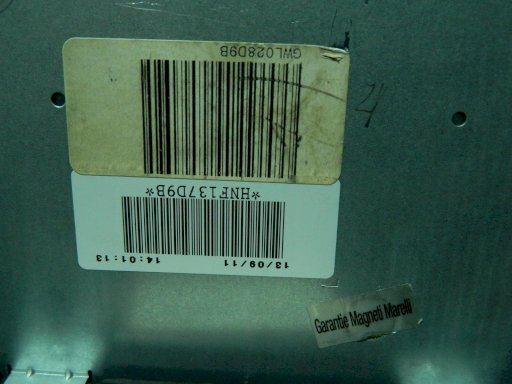 GWL028D9B
*HNF137D9B*
13/09/11 14:01:13
Garantie Magneti Marelli
4